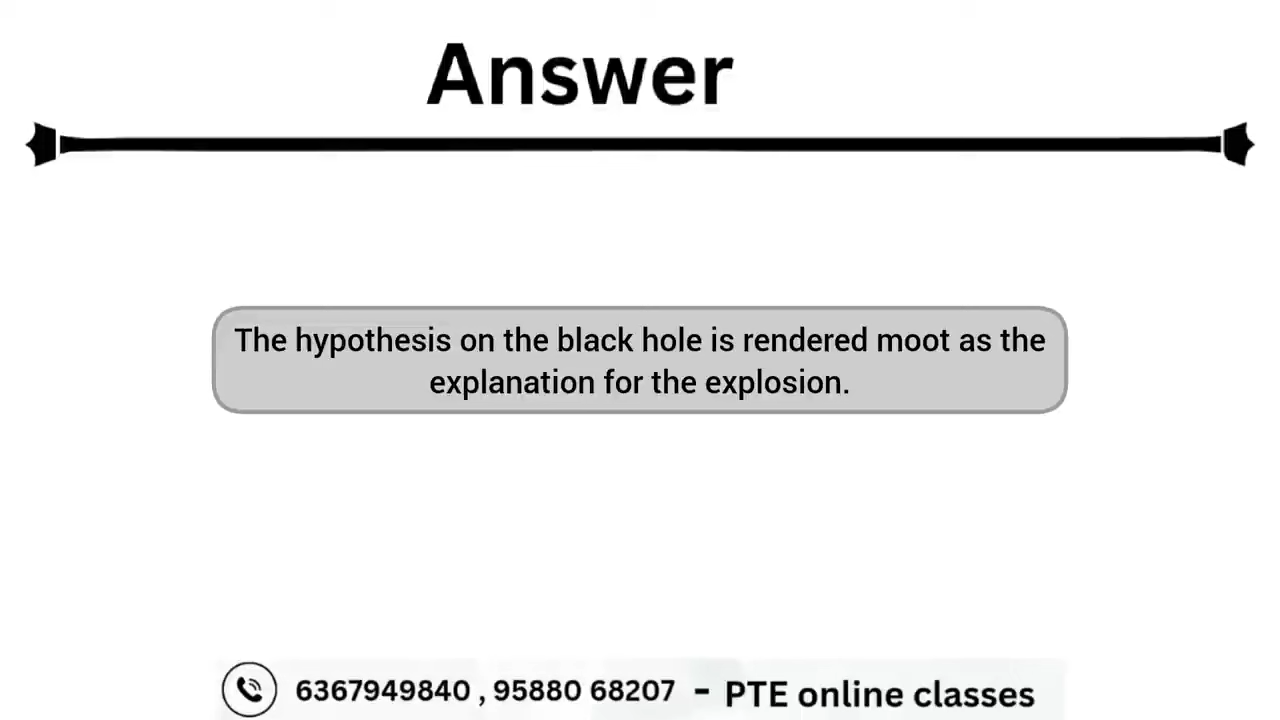 Answer
The hypothesis on the black hole is rendered moot as the
explanation for the explosion.
6367949840 , 95880 68207 - PTE online classes